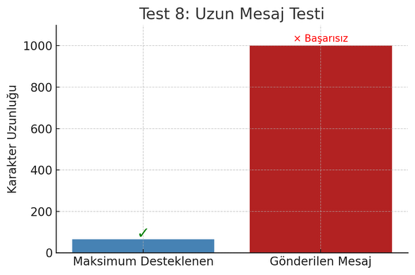 Test 8: Uzun Mesaj Testi
Karakter Uzunluğu
1000
800
600
400
200
0
× Başarısız
✓
Maksimum Desteklenen
Gönderilen Mesaj